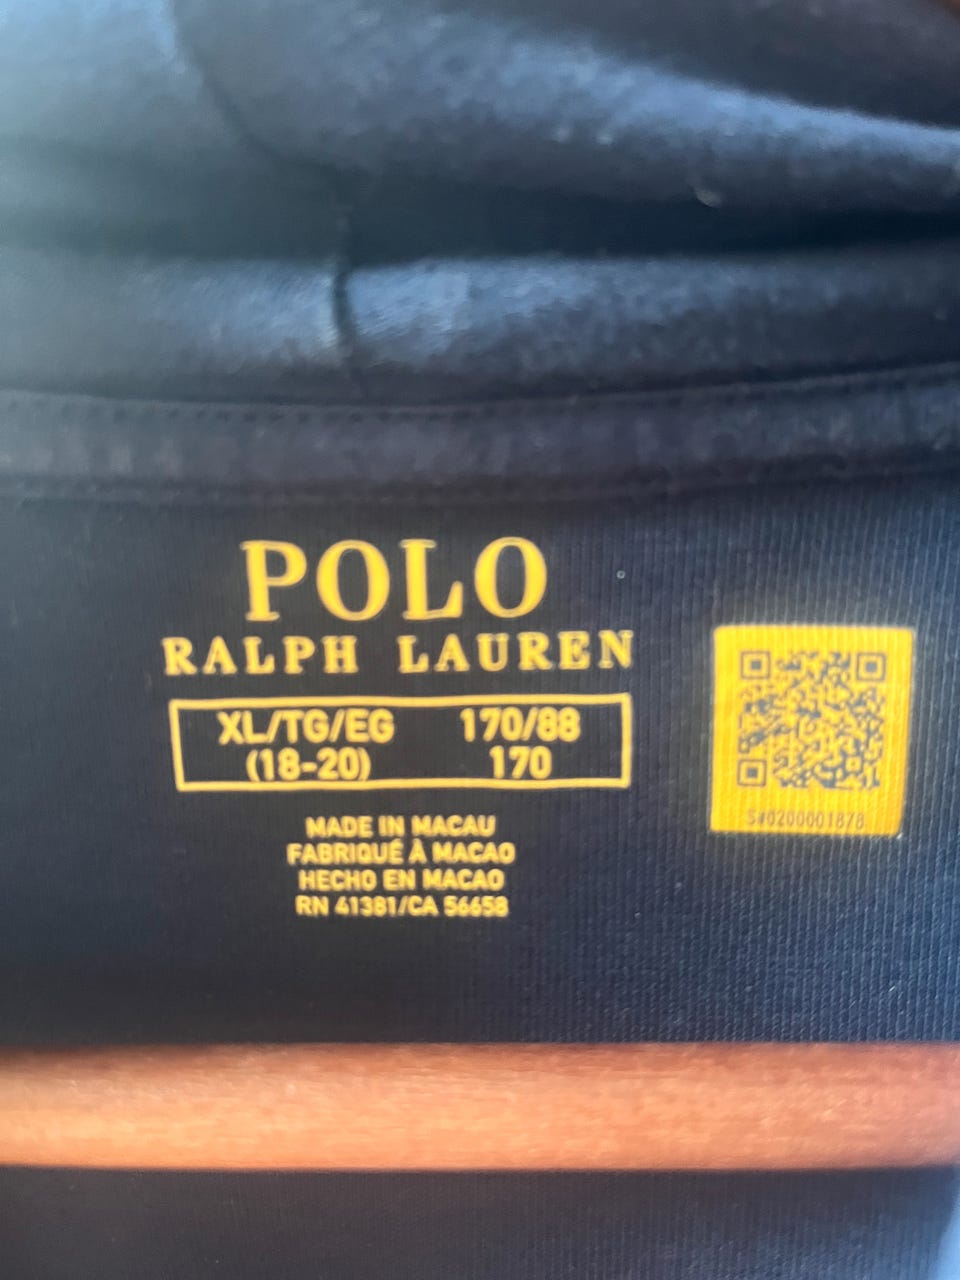 POLO
RALPH LAUREN
XL/TG/EG 170/88
(18-20) 170
MADE IN MACAU
FABRIQUÉ À MACAO
HECHO EN MACAO
RN 41381/CA 56658
S#0200001878